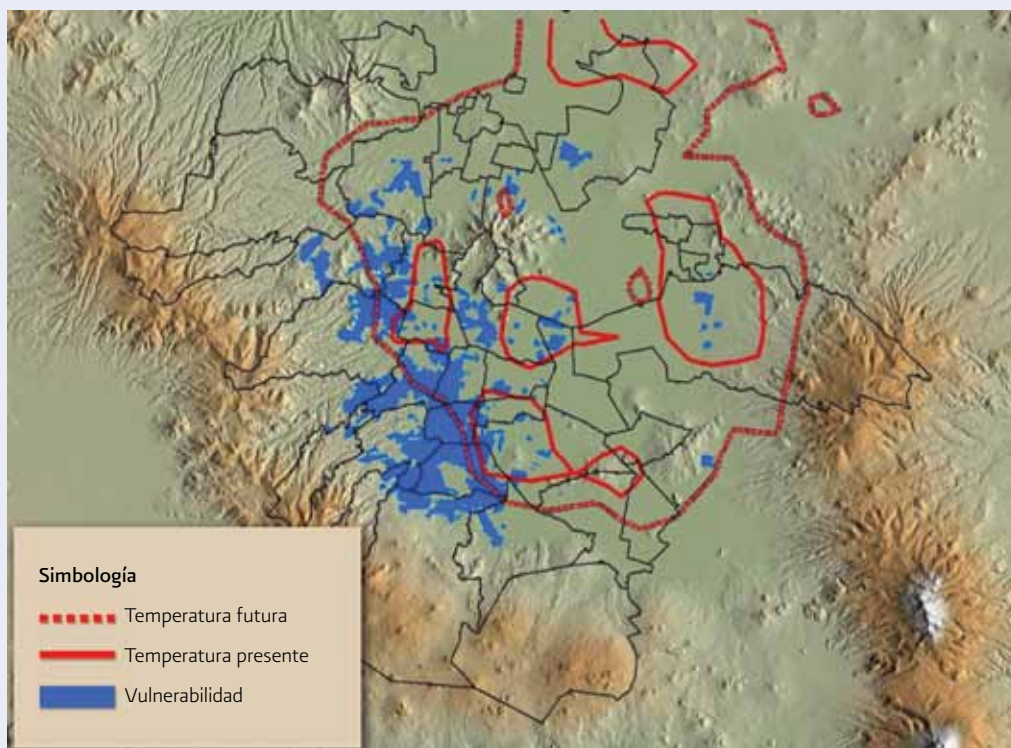 Simbología
Temperatura futura
Temperatura presente
Vulnerabilidad